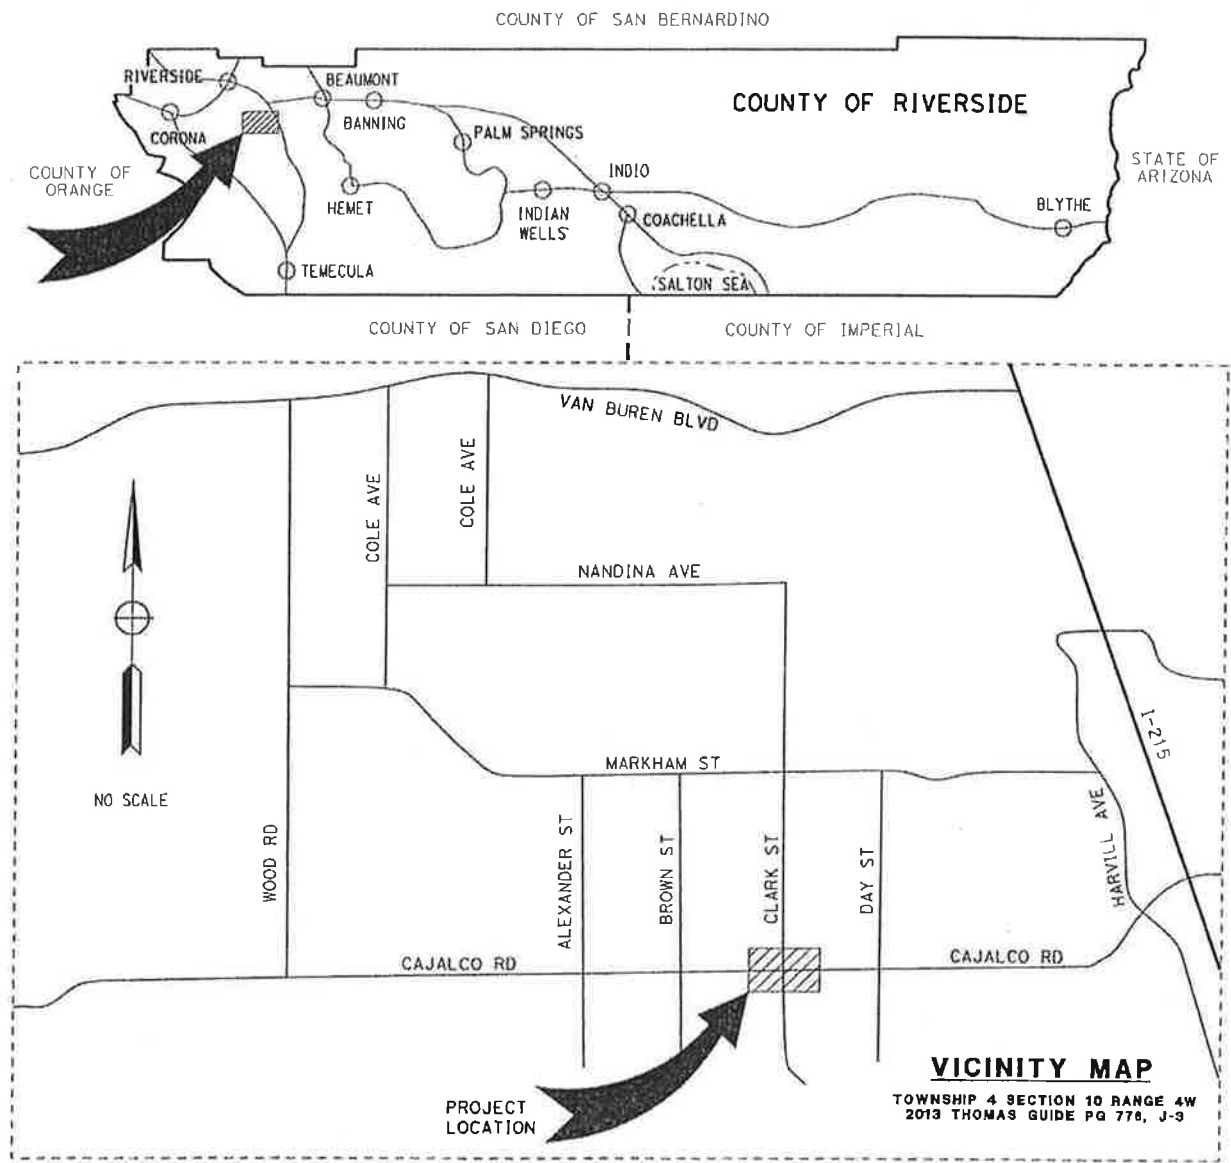 COUNTY OF SAN BERNARDINO
RIVERSIDE
BEAUMONT
COUNTY OF RIVERSIDE
CORONA
BANNING
PALM SPRINGS
COUNTY OF
ORANGE
STATE OF
ARIZONA
HEMET
INDIAN
WELLS
INDIO
COACHELLA
BLYTHE
TEMECULA
SALTON SEA
COUNTY OF SAN DIEGO
COUNTY OF IMPERIAL
VAN BUREN BLVD
COLE AVE
COLE AVE
NANDINA AVE
I-215
MARKHAM ST
NO SCALE
WOOD RD
ALEXANDER ST
BROWN ST
CLARK ST
DAY ST
HARVILL AVE
CAJALCO RD
CAJALCO RD
PROJECT
LOCATION
VICINITY MAP
TOWNSHIP 4 SECTION 10 RANGE 4W
2013 THOMAS GUIDE PG 776, J-3